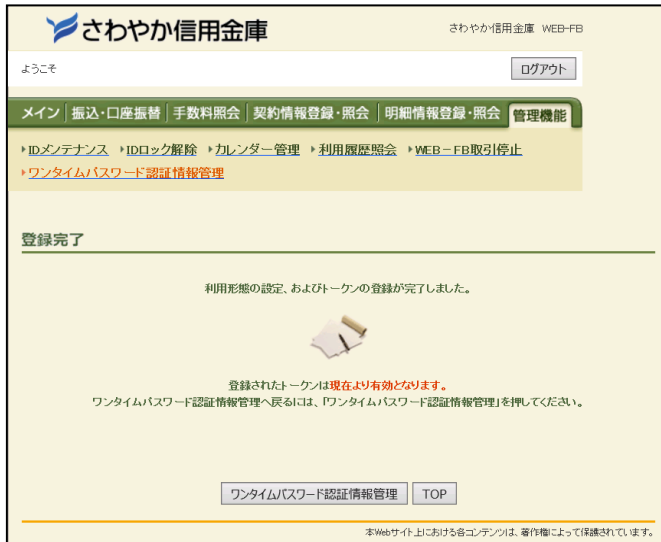 さわやか信用金庫
さわやか信用金庫 WEB-FB
ようこそ
ログアウト
メイン 振込・口座振替 手数料照会 契約情報登録・照会 明細情報登録・照会 管理機能
IDメンテナンス IDロック解除 カレンダー管理 利用履歴照会 WEB-FB取引停止
ワンタイムパスワード認証情報管理
登録完了
利用形態の設定、およびトークンの登録が完了しました。
登録されたトークンは現在より有効となります。
ワンタイムパスワード認証情報管理へ戻るには、「ワンタイムパスワード認証情報管理」を押してください。
ワンタイムパスワード認証情報管理 TOP
本Webサイト上における各コンテンツは、著作権によって保護されています。